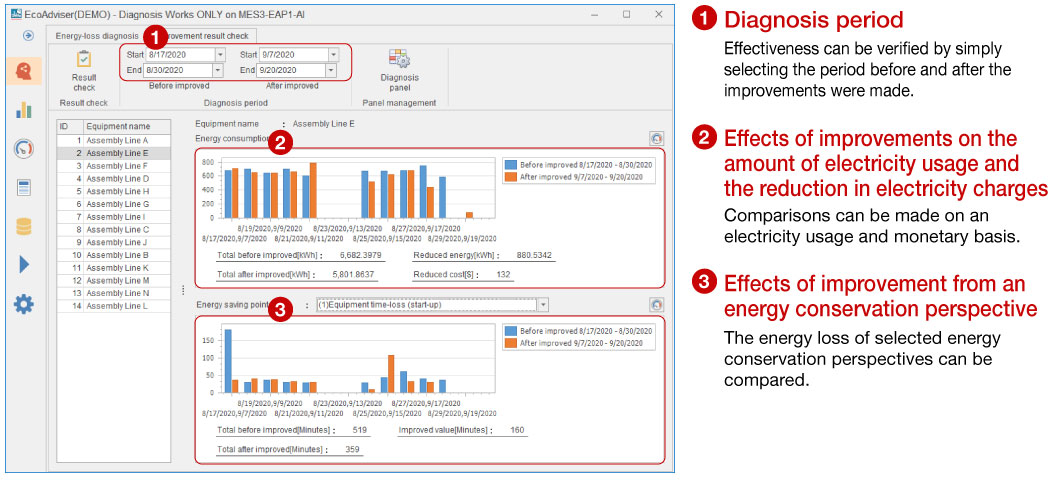 EcoAdviser(DEMO) - Diagnosis Works ONLY on MES3-EAP1-AI
Energy-loss diagnosis
ovement result check
1
Start 8/17/2020 Start 9/7/2020
End 8/30/2020 End 9/20/2020
Before improved After improved
Result
check
Diagnosis
panel
Result check Diagnosis period Panel management
ID Equipment name
1 Assembly Line A
2 Assembly Line E
3 Assembly Line F
4 Assembly Line D
5 Assembly Line H
6 Assembly Line G
7 Assembly Line I
8 Assembly Line C
9 Assembly Line J
10 Assembly Line B
11 Assembly Line K
12 Assembly Line M
13 Assembly Line N
14 Assembly Line L
Equipment name : Assembly Line E
Energy consumption
2
800
600
400
200
0
Before improved 8/17/2020 - 8/30/2020
After improved 9/7/2020 - 9/20/2020
8/19/2020,9/9/2020 8/23/2020,9/13/2020 8/27/2020,9/17/2020
8/17/2020,9/7/2020 8/21/2020,9/11/2020 8/25/2020,9/15/2020 8/29/2020,9/19/2020
Total before improved[kWh] : 6,682.3979 Reduced energy[kWh] : 880.5342
Total after improved[kWh] : 5,801.8637 Reduced cost[$] : 132
Energy saving point : (1)Equipment time-loss (start-up)
3
150
100
50
0
Before improved 8/17/2020 - 8/30/2020
After improved 9/7/2020 - 9/20/2020
8/19/2020,9/9/2020 8/23/2020,9/13/2020 8/27/2020,9/17/2020
8/17/2020,9/7/2020 8/21/2020,9/11/2020 8/25/2020,9/15/2020 8/29/2020,9/19/2020
Total before improved[Minutes] : 519 Improved value[Minutes] : 160
Total after improved[Minutes] : 359
1 Diagnosis period
Effectiveness can be verified by simply
selecting the period before and after the
improvements were made.
2 Effects of improvements on the
amount of electricity usage and
the reduction in electricity charges
Comparisons can be made on an
electricity usage and monetary basis.
3 Effects of improvement from an
energy conservation perspective
The energy loss of selected energy
conservation perspectives can be
compared.